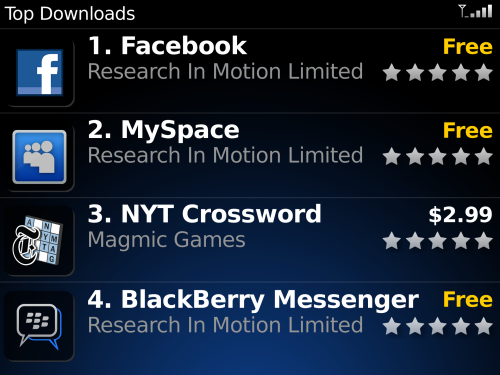 Top Downloads
1. Facebook Free
Research In Motion Limited
2. MySpace Free
Research In Motion Limited
3. NYT Crossword $2.99
Magmic Games
4. BlackBerry Messenger Free
Research In Motion Limited